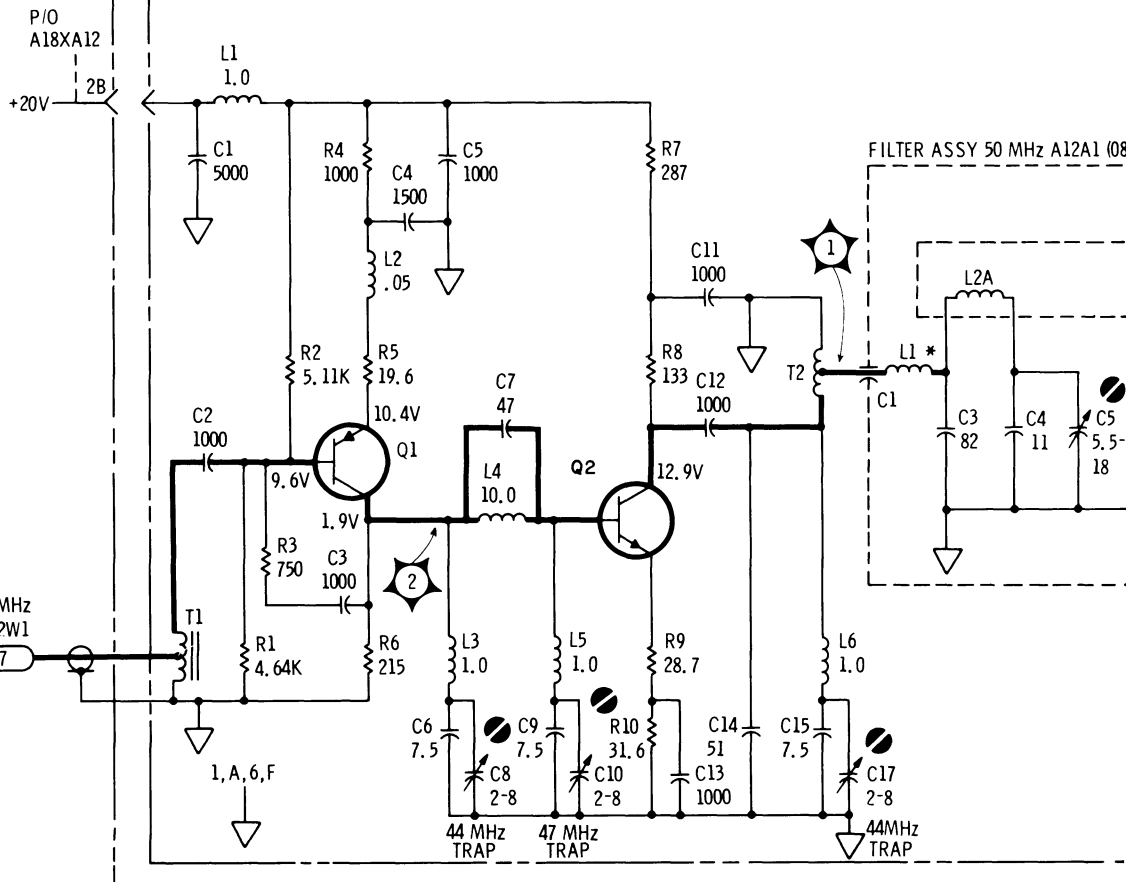 P/O
A18XA12
+20V
2B
L1
1.0
C1
5000
R4
1000
C4
1500
C5
1000
R7
287
FILTER ASSY 50 MHz A12A1 (08
L2
.05
C11
1000
1
L2A
R2
5.11K
R5
19.6
R8
133
C12
1000
T2
L1 *
C1
C7
47
C2
1000
10.4V
Q1
9.6V
1.9V
L4
10.0
Q2
12.9V
C3
82
C4
11
C5
5.5-
18
R3
750
C3
1000
2
MHz
2W1
7
T1
R1
4.64K
R6
215
L3
1.0
L5
1.0
R9
28.7
L6
1.0
C6
7.5
C8
2-8
C9
7.5
C10
2-8
R10
31.6
C13
1000
C14
51
C15
7.5
C17
2-8
1,A,6,F
44 MHz
TRAP
47 MHz
TRAP
44MHz
TRAP